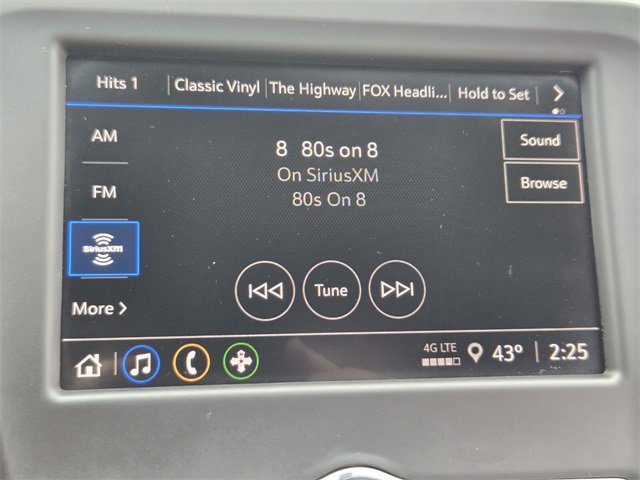 Hits 1 Classic Vinyl The Highway FOX Headli... Hold to Set >
AM
FM
SiriusXM
More >
8 80s on 8
On SiriusXM
80s On 8
Sound
Browse
Tune
4G LTE 43° 2:25